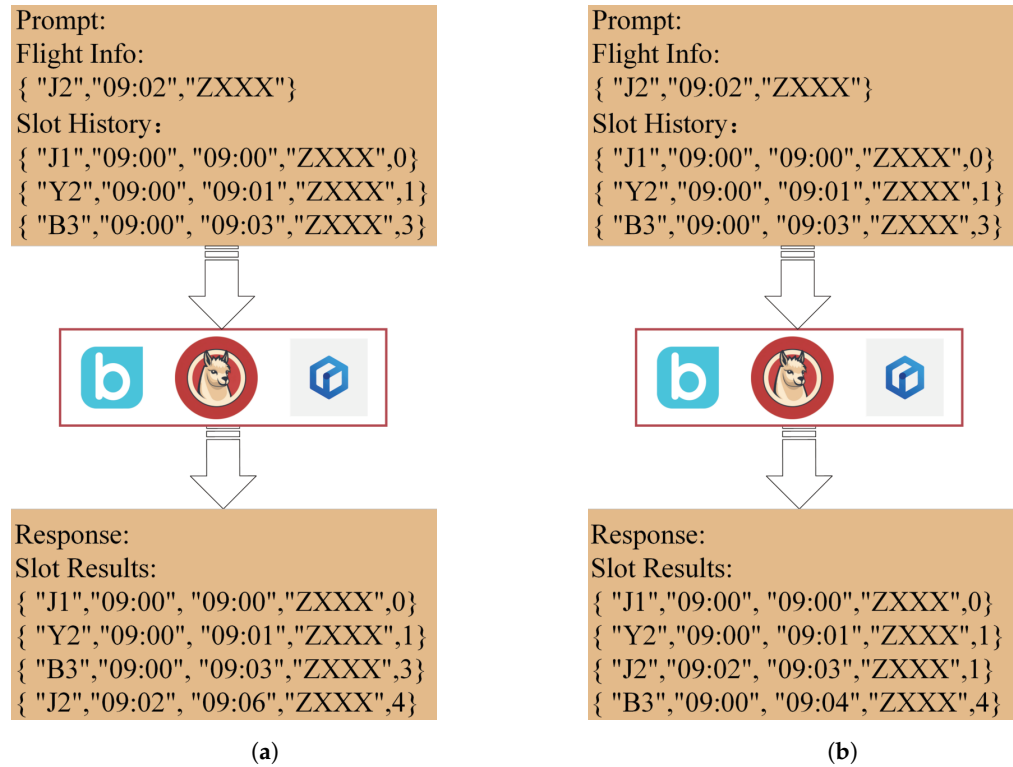 Prompt:
Flight Info:
{ "J2","09:02","ZXXX"}
Slot History：
{ "J1","09:00", "09:00","ZXXX",0}
{ "Y2","09:00", "09:01","ZXXX",1}
{ "B3","09:00", "09:03","ZXXX",3}
b
Response:
Slot Results:
{ "J1","09:00", "09:00","ZXXX",0}
{ "Y2","09:00", "09:01","ZXXX",1}
{ "B3","09:00", "09:03","ZXXX",3}
{ "J2","09:02", "09:06","ZXXX",4}
(a)
Prompt:
Flight Info:
{ "J2","09:02","ZXXX"}
Slot History：
{ "J1","09:00", "09:00","ZXXX",0}
{ "Y2","09:00", "09:01","ZXXX",1}
{ "B3","09:00", "09:03","ZXXX",3}
b
Response:
Slot Results:
{ "J1","09:00", "09:00","ZXXX",0}
{ "Y2","09:00", "09:01","ZXXX",1}
{ "J2","09:02", "09:03","ZXXX",1}
{ "B3","09:00", "09:04","ZXXX",4}
(b)